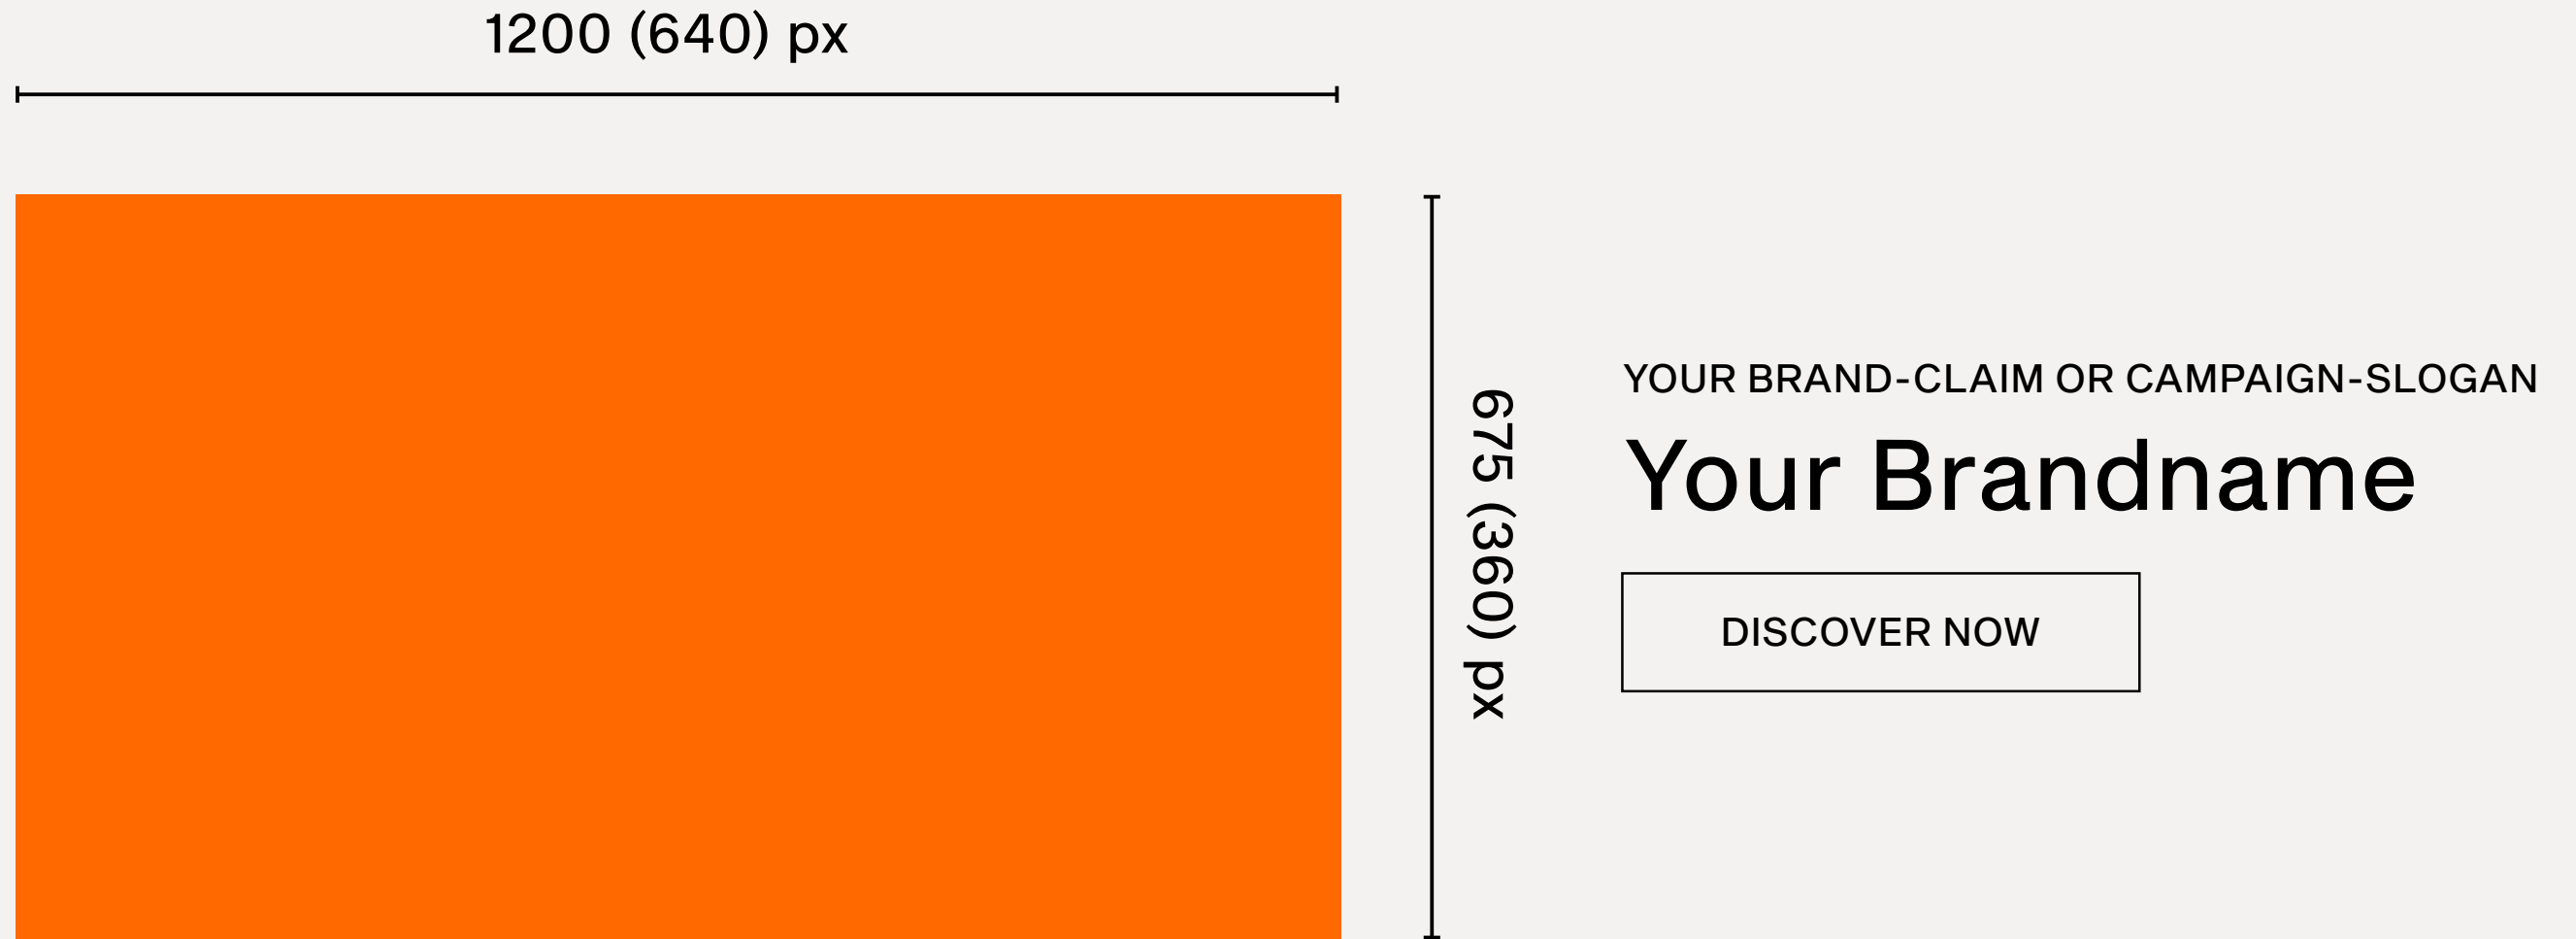 1200 (640) px
675 (360) px
YOUR BRAND-CLAIM OR CAMPAIGN-SLOGAN
Your Brandname
DISCOVER NOW